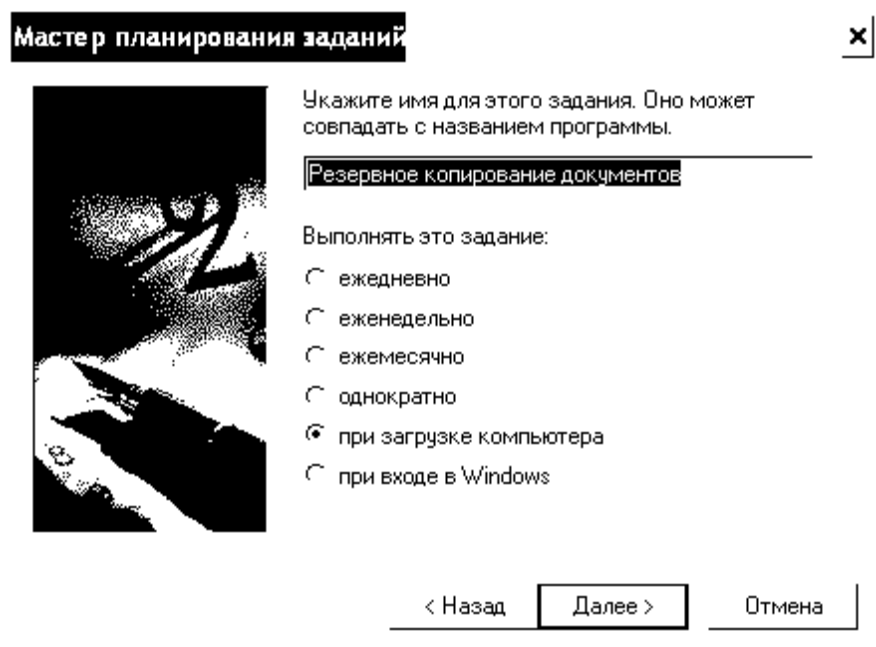 Мастер планирования заданий
Укажите имя для этого задания. Оно может
совпадать с названием программы.
Резервное копирование документов
Выполнять это задание:
ежедневно
еженедельно
ежемесячно
однократно
при загрузке компьютера
при входе в Windows
< Назад
Далее >
Отмена